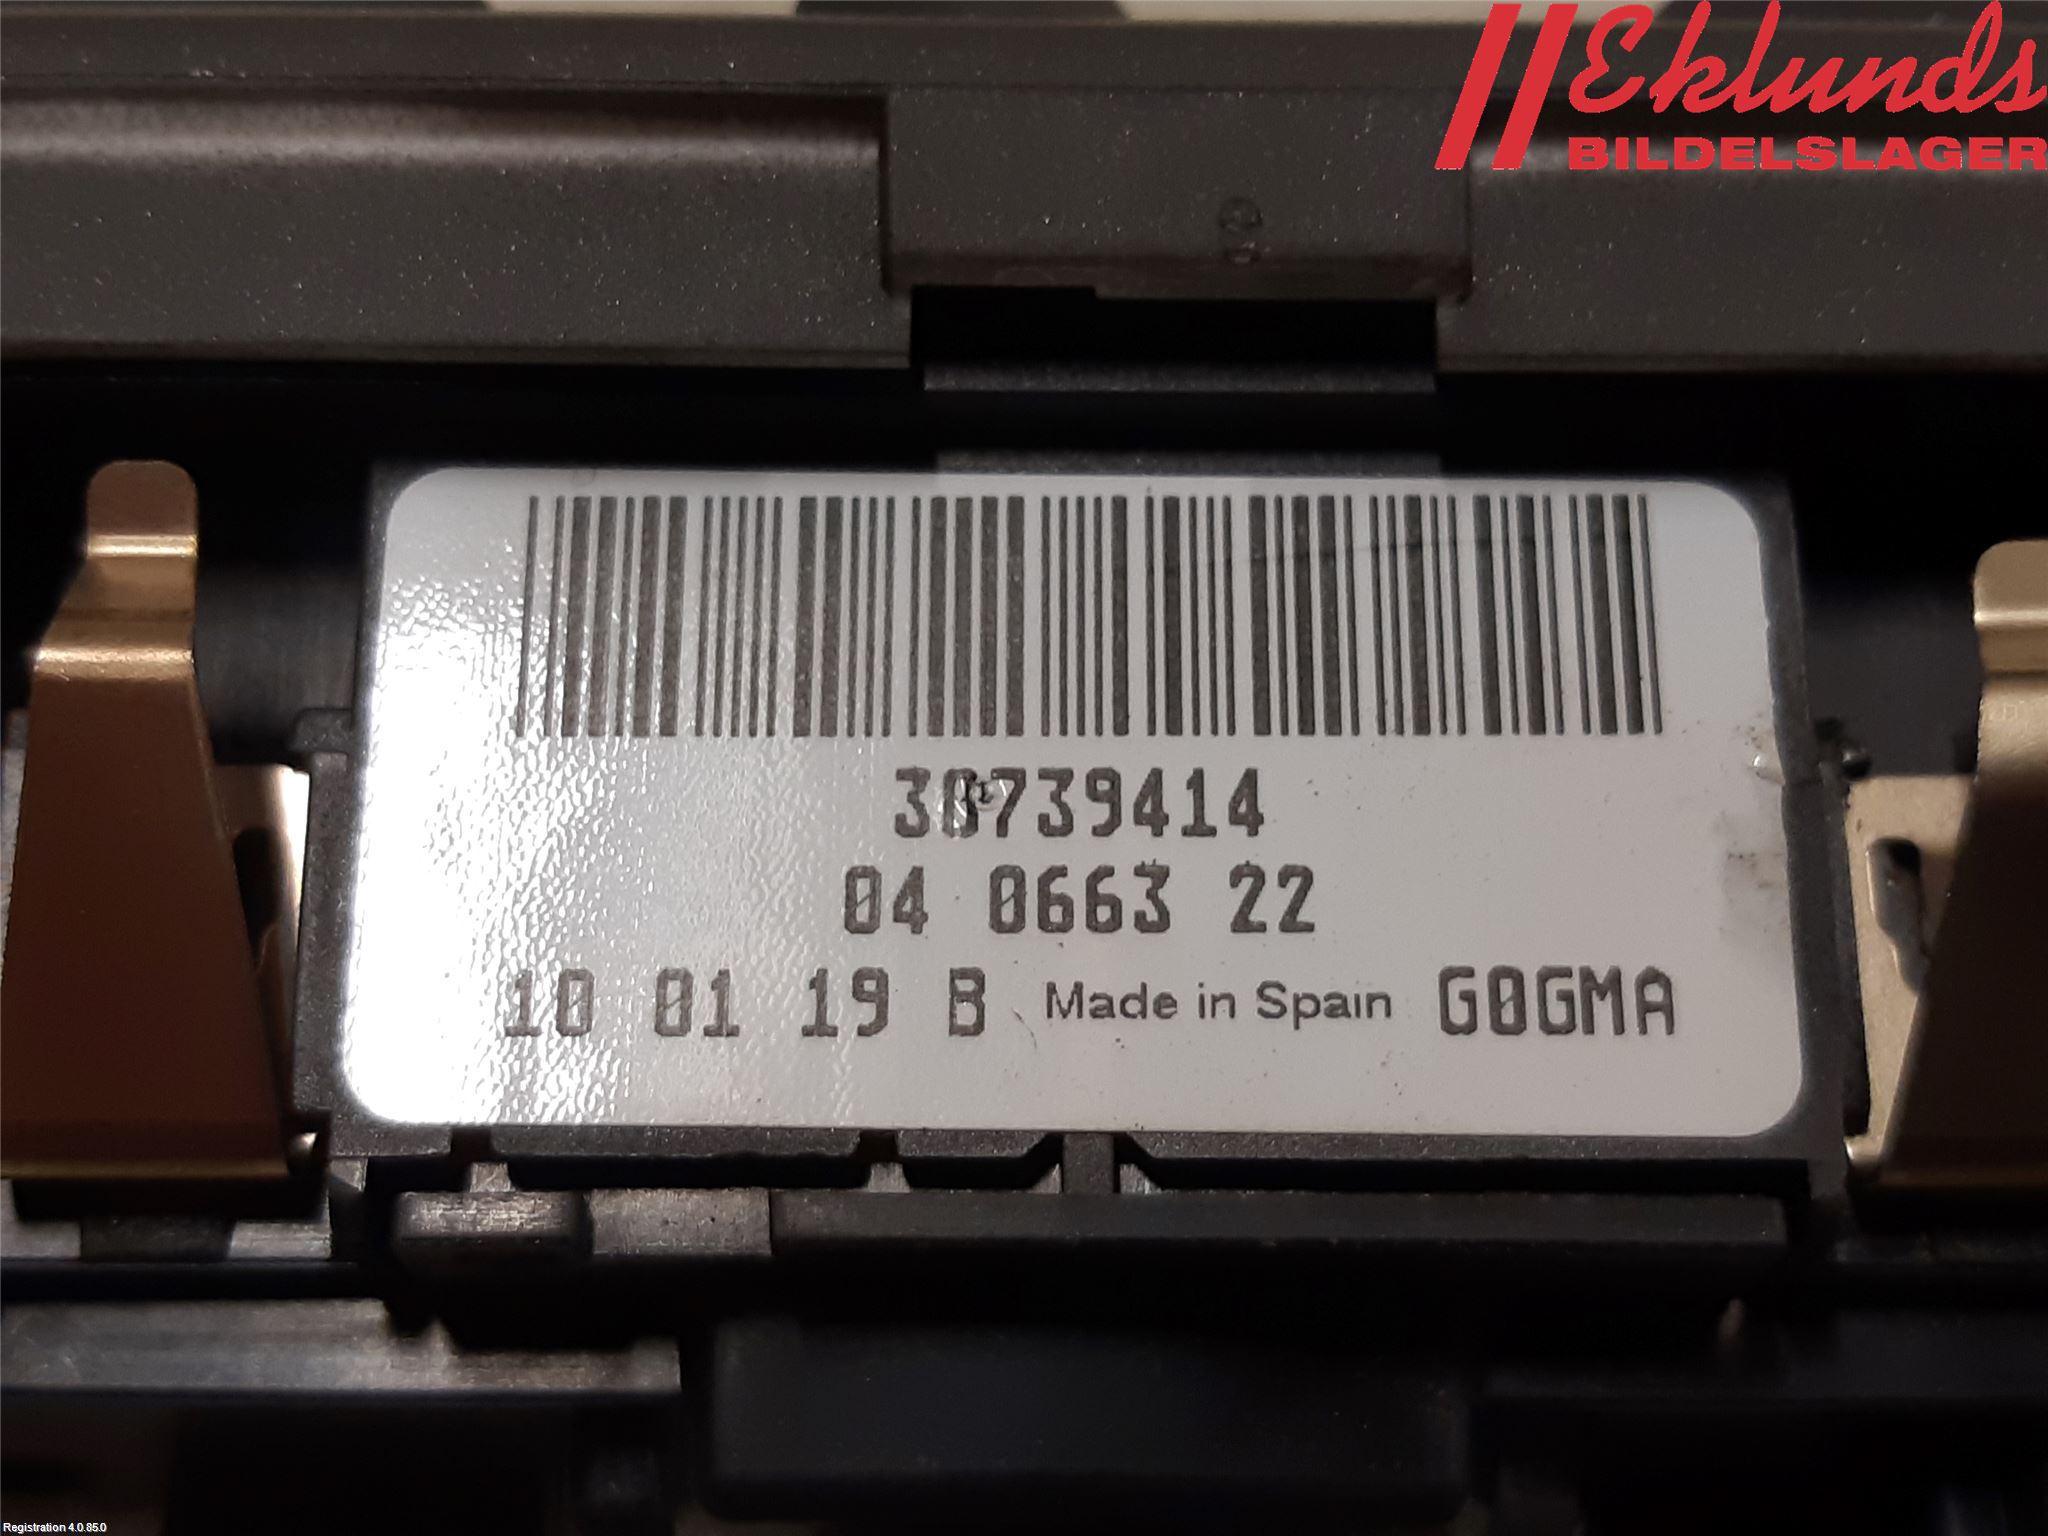 Eklunds
BILDELSLAGER
30739414
04 0663 22
10 01 19 B Made in Spain G0GMA
Registration 4.0.85.0